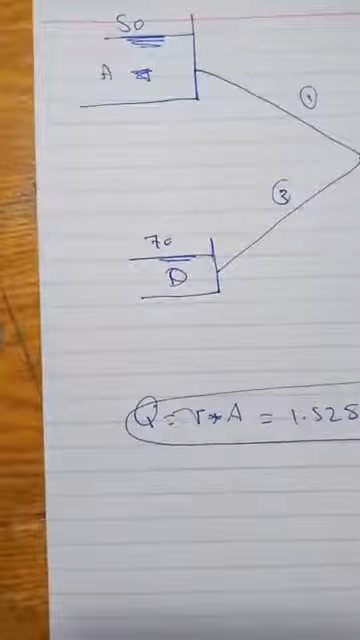 50
A
①
③
70
D
Q = V * A = 1.528